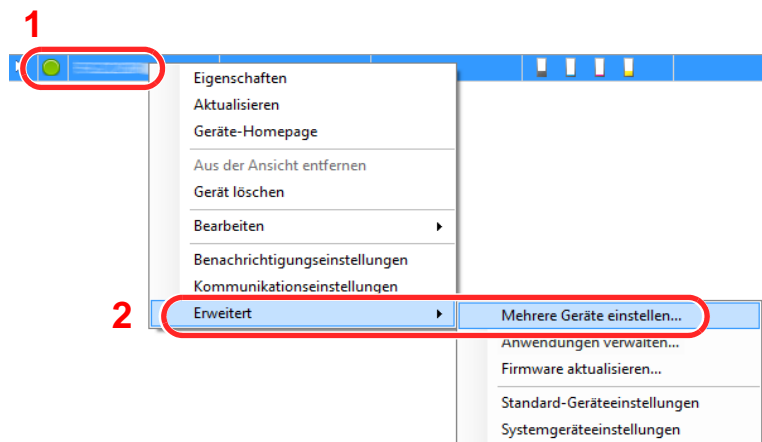 1
Eigenschaften
Aktualisieren
Geräte-Homepage
Aus der Ansicht entfernen
Gerät löschen
Bearbeiten
Benachrichtigungseinstellungen
Kommunikationseinstellungen
2
Erweitert
Mehrere Geräte einstellen...
Anwendungen verwalten...
Firmware aktualisieren...
Standard-Geräteeinstellungen
Systemgeräteeinstellungen